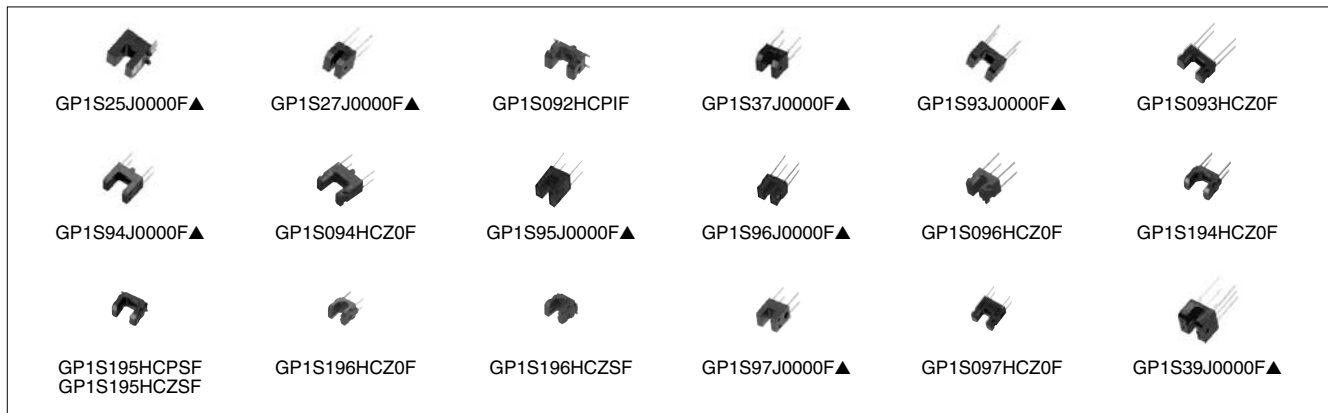 GP1S25J0000F▲
GP1S27J0000F▲
GP1S092HCPIF
GP1S37J0000F▲
GP1S93J0000F▲
GP1S093HCZ0F
GP1S94J0000F▲
GP1S094HCZ0F
GP1S95J0000F▲
GP1S96J0000F▲
GP1S096HCZ0F
GP1S194HCZ0F
GP1S195HCPSF
GP1S195HCZSF
GP1S196HCZ0F
GP1S196HCZSF
GP1S97J0000F▲
GP1S097HCZ0F
GP1S39J0000F▲